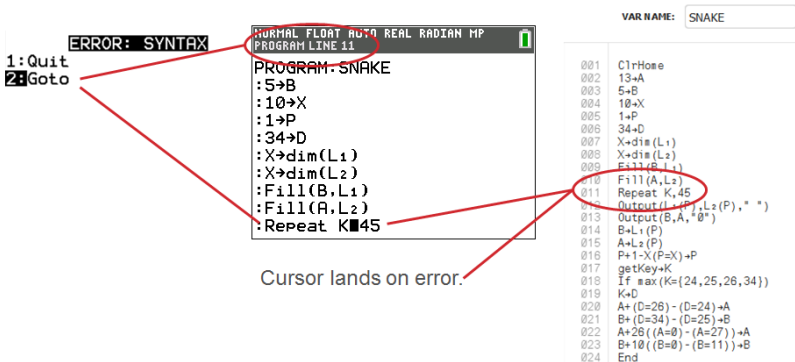 ERROR: SYNTAX
1:Quit
2:Goto
NORMAL FLOAT AUTO REAL RADIAN MP
PROGRAM LINE 11
PROGRAM:SNAKE
:5→B
:10→X
:1→P
:34→D
:X→dim(L₁)
:X→dim(L₂)
:Fill(B,L₁)
:Fill(A,L₂)
:Repeat K■45
Cursor lands on error.
VAR NAME: SNAKE
001 ClrHome
002 13→A
003 5→B
004 10→X
005 1→P
006 34→D
007 X→dim(L₁)
008 X→dim(L₂)
009 Fill(B,L₁)
010 Fill(A,L₂)
011 Repeat K,45
012 Output(L₁(P),L₂(P)," ")
013 Output(B,A,"0")
014 B→L₁(P)
015 A→L₂(P)
016 P+1-X(P=X)→P
017 getKey→K
018 If max(K={24,25,26,34})
019 K→D
020 A+(D=26)-(D=24)→A
021 B+(D=34)-(D=25)→B
022 A+26((A=0)-(A=27))→A
023 B+10((B=0)-(B=11))→B
024 End